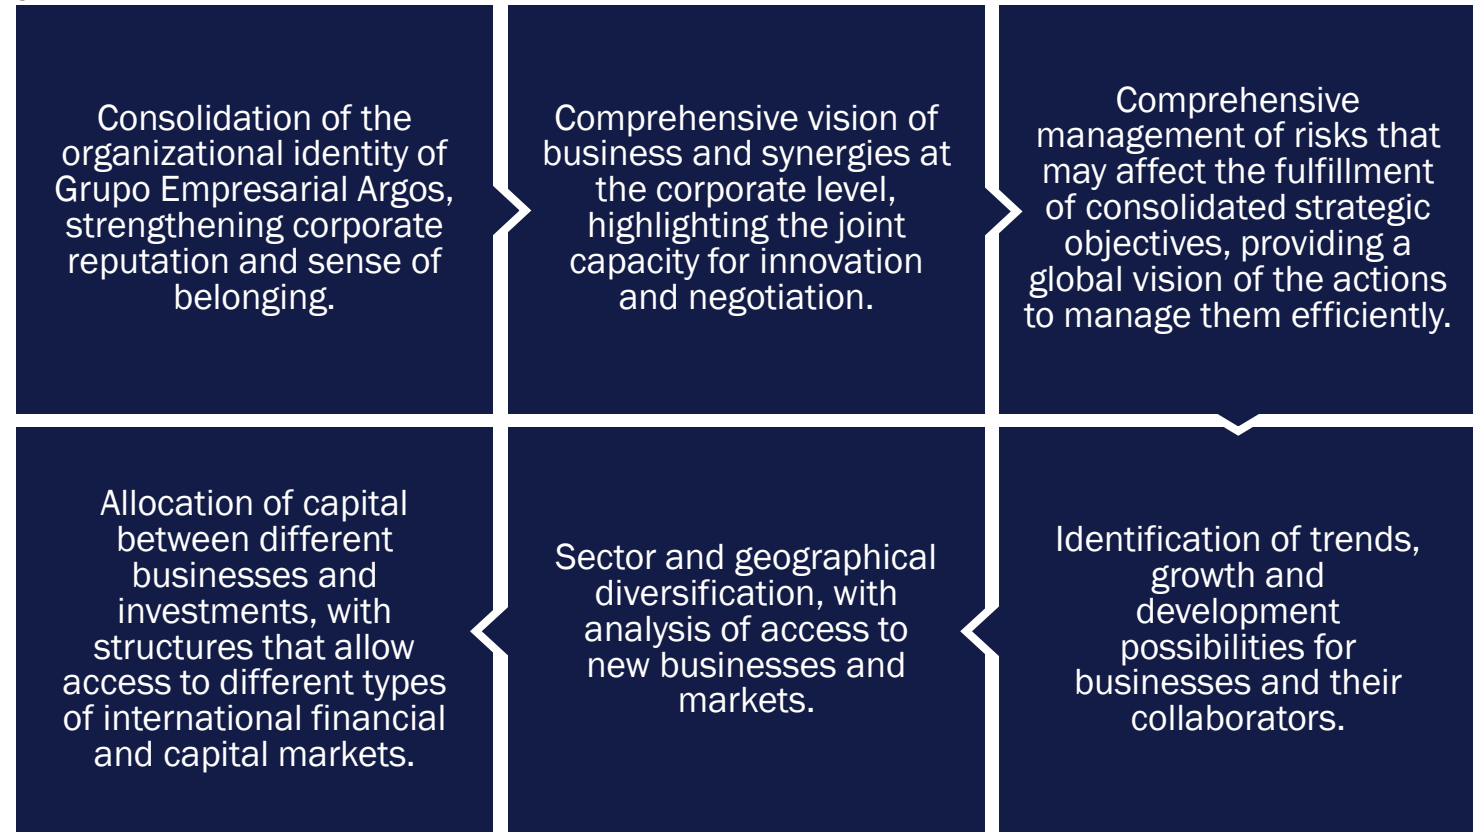 Consolidation of the
organizational identity of
Grupo Empresarial Argos,
strengthening corporate
reputation and sense of
belonging.
Comprehensive vision of
business and synergies at
the corporate level,
highlighting the joint
capacity for innovation
and negotiation.
Comprehensive
management of risks that
may affect the fulfillment
of consolidated strategic
objectives, providing a
global vision of the actions
to manage them efficiently.
Identification of trends,
growth and
development
possibilities for
businesses and their
collaborators.
Sector and geographical
diversification, with
analysis of access to
new businesses and
markets.
Allocation of capital
between different
businesses and
investments, with
structures that allow
access to different types
of international financial
and capital markets.